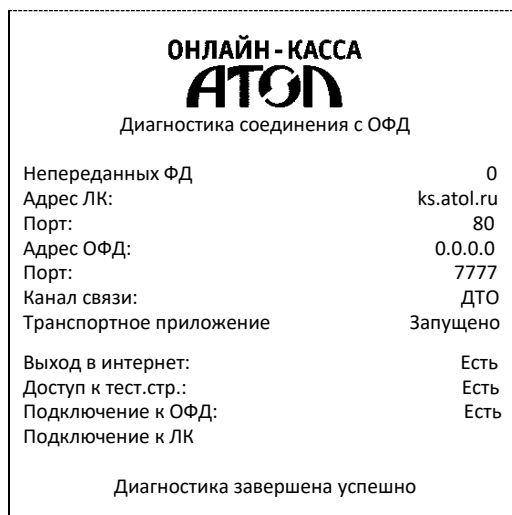 ОНЛАЙН-КАССА
АТОЛ
Диагностика соединения с ОФД
Непереданных ФД 0
Адрес ЛК: ks.atol.ru
Порт: 80
Адрес ОФД: 0.0.0.0
Порт: 7777
Канал связи: ДТО
Транспортное приложение Запущено
Выход в интернет: Есть
Доступ к тест.стр.: Есть
Подключение к ОФД: Есть
Подключение к ЛК
Диагностика завершена успешно